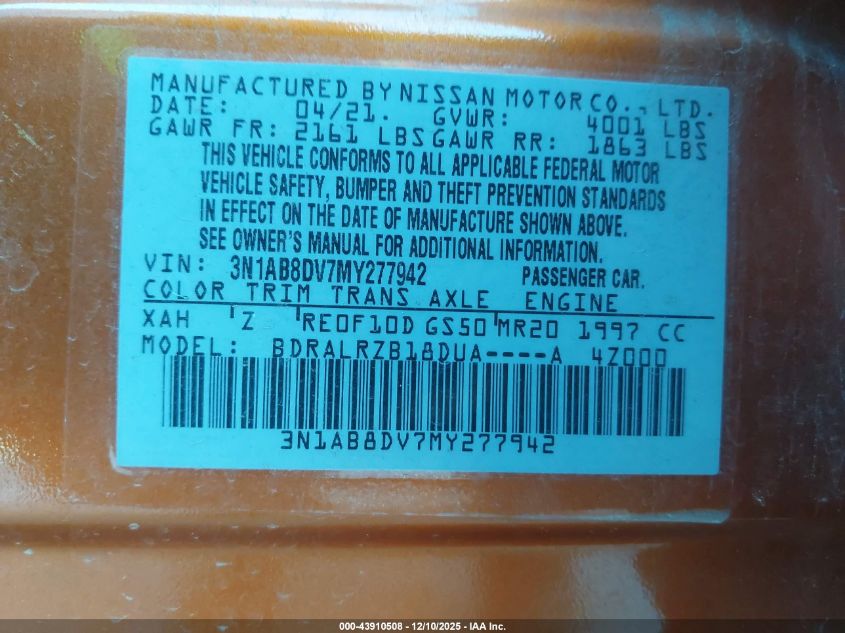 MANUFACTURED BY NISSAN MOTOR CO., LTD.
DATE: 04/21. GVWR: 4001 LBS
GAWR FR: 2161 LBS GAWR RR: 1863 LBS
THIS VEHICLE CONFORMS TO ALL APPLICABLE FEDERAL MOTOR
VEHICLE SAFETY, BUMPER AND THEFT PREVENTION STANDARDS
IN EFFECT ON THE DATE OF MANUFACTURE SHOWN ABOVE.
SEE OWNER'S MANUAL FOR ADDITIONAL INFORMATION.
VIN: 3N1AB8DV7MY277942 PASSENGER CAR.
COLOR TRIM TRANS AXLE ENGINE
XAH Z RE0F10D GS50 MR20 1997 CC
MODEL: BDRALRZB18DUA----A 4Z000
3N1AB8DV7MY277942
000-43910508 - 12/10/2025 - IAA Inc.